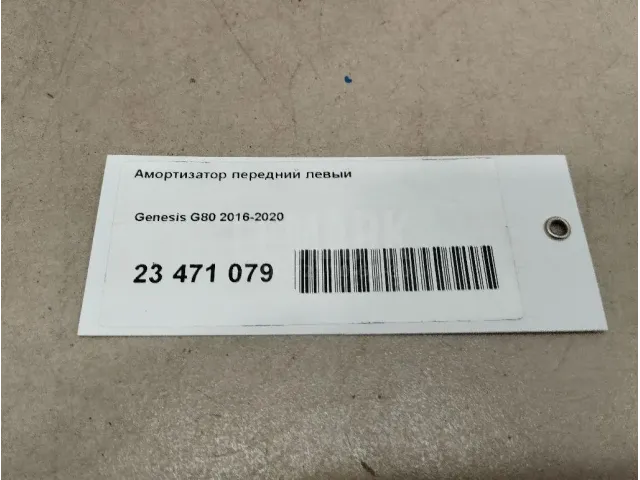 Амортизатор передний левый
Genesis G80 2016-2020
23 471 079